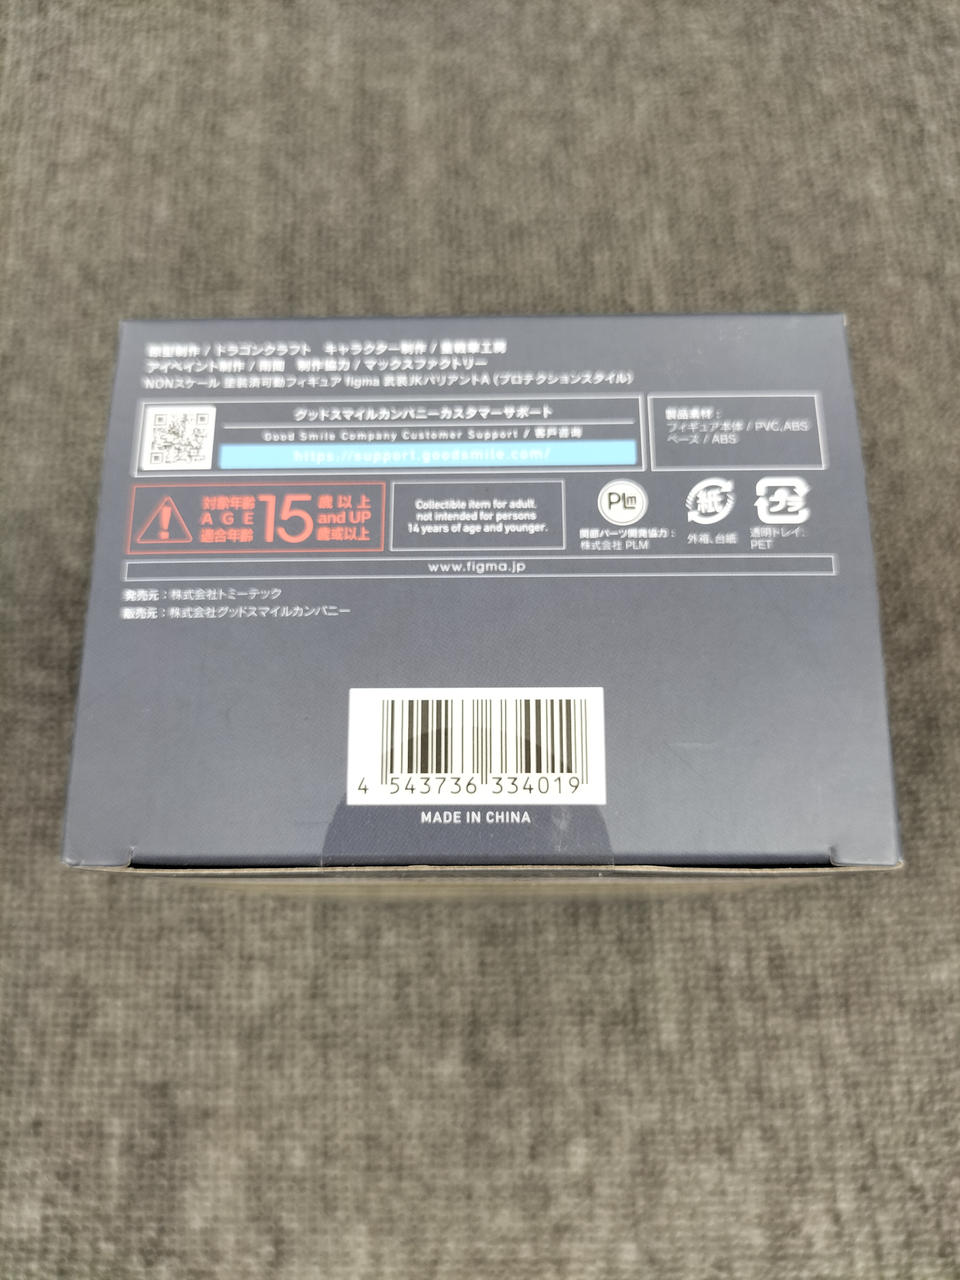 原型制作 / ドラゴンクラフト　キャラクター制作 /
アイペイント制作 / 雨間　制作協力 / マックスファクトリー
NONスケール 塗装済可動フィギュア figma 武装JKバリアントA (プロテクションスタイル)
グッドスマイルカンパニーカスタマーサポート
Good Smile Company Customer Support / 客戶咨询
https://support.goodsmile.com/
製品素材 :
フィギュア本体 / PVC,ABS
ベース / ABS
対象年齢
AGE
適合年齢
15
歳以上
and UP
歲或以上
Collectible item for adult.
not intended for persons
14 years of age and younger.
PLm
関節パーツ開発協力 :
株式会社 PLM
紙
外箱、台紙
プラ
透明トレイ:
PET
www.figma.jp
発売元 : 株式会社トミーテック
販売元 : 株式会社グッドスマイルカンパニー
4 543736 334019
MADE IN CHINA